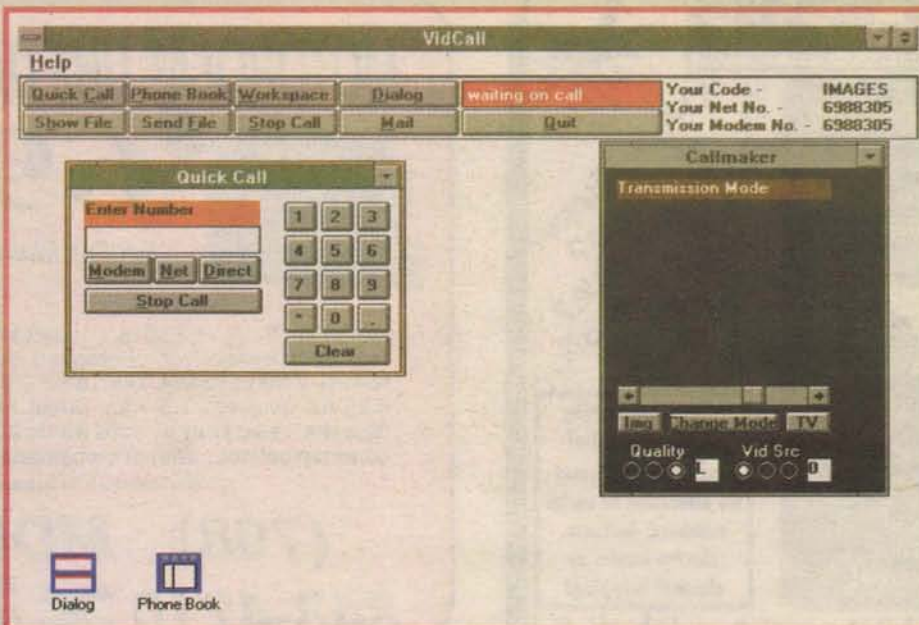 VidCall
Help
Quick Call Phone Book Workspace Dialog waiting on call
Show File Send File Stop Call Mail Quit
Your Code - IMAGES
Your Net No. - 6988305
Your Modem No. - 6988305
Quick Call
Enter Number
1 2 3
4 5 6
Modem Net Direct
7 8 9
Stop Call
* 0 .
Clear
Callmaker
Transmission Mode
Img Change Mode TV
Quality Vid Src
L 0
Dialog Phone Book